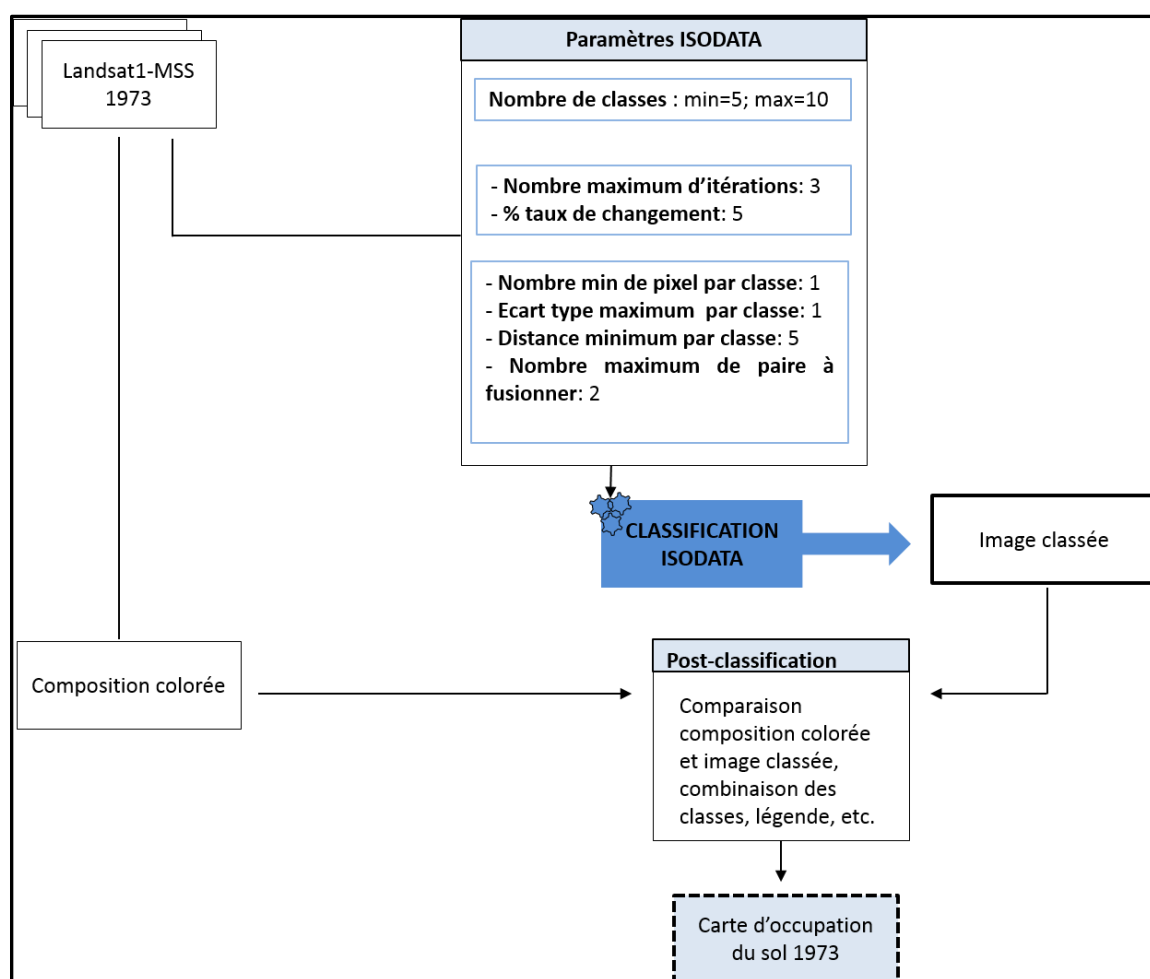 Landsat1-MSS
1973
Paramètres ISODATA
Nombre de classes : min=5; max=10
- Nombre maximum d’itérations: 3
- % taux de changement: 5
- Nombre min de pixel par classe: 1
- Ecart type maximum par classe: 1
- Distance minimum par classe: 5
- Nombre maximum de paire à
fusionner: 2
CLASSIFICATION
ISODATA
Image classée
Composition colorée
Post-classification
Comparaison
composition colorée
et image classée,
combinaison des
classes, légende, etc.
Carte d’occupation
du sol 1973